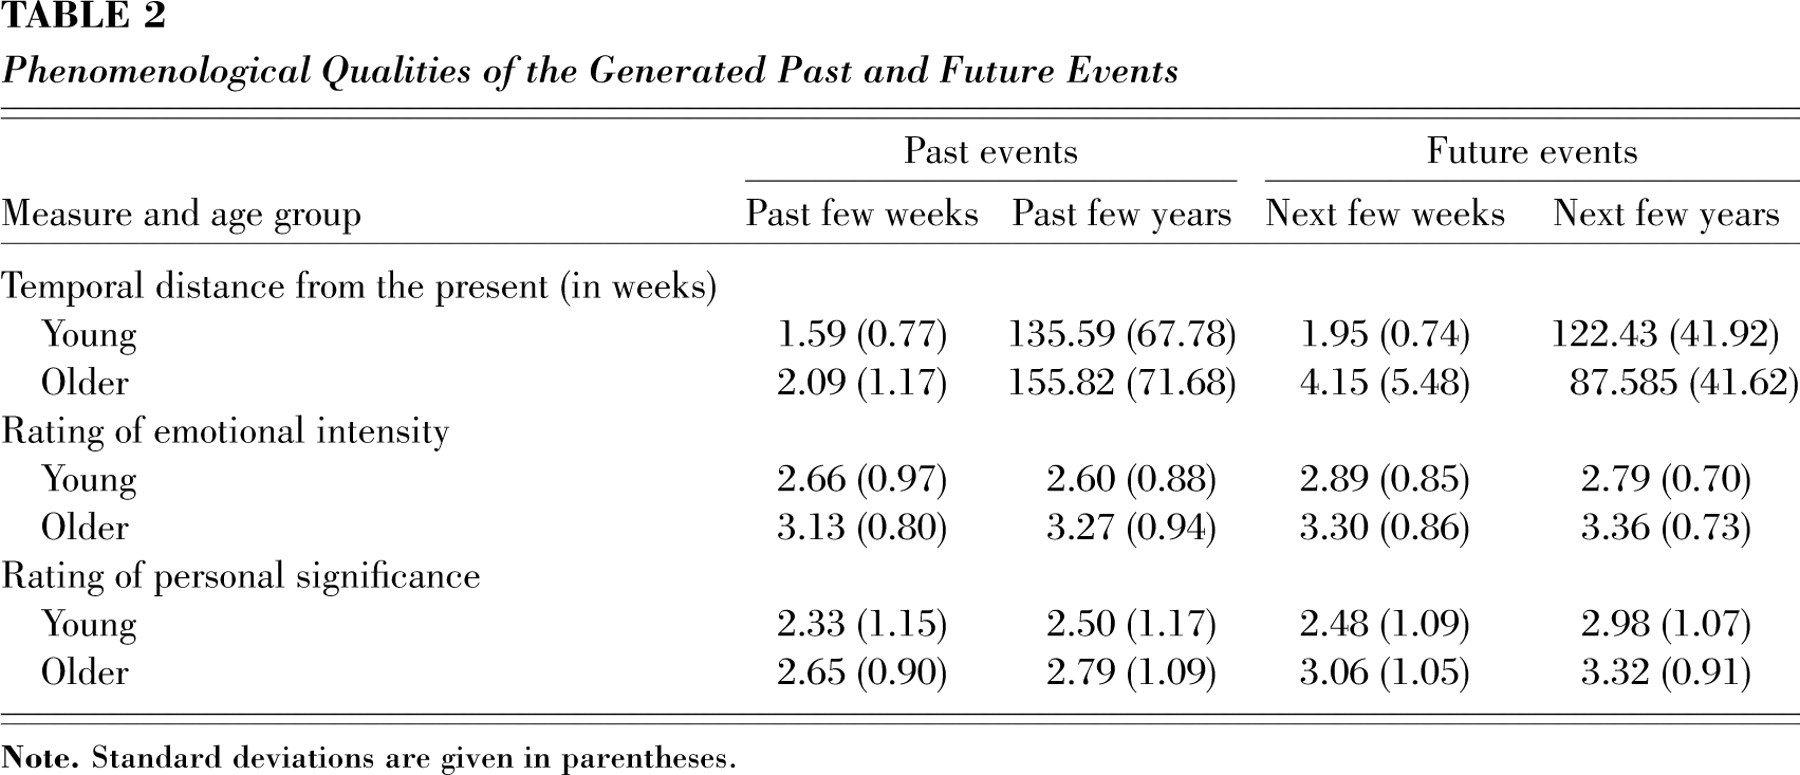 TABLE 2
Phenomenological Qualities of the Generated Past and Future Events
Past events Future events
Measure and age group Past few weeks Past few years Next few weeks Next few years
Temporal distance from the present (in weeks)
Young 1.59 (0.77) 135.59 (67.78) 1.95 (0.74) 122.43 (41.92)
Older 2.09 (1.17) 155.82 (71.68) 4.15 (5.48) 87.585 (41.62)
Rating of emotional intensity
Young 2.66 (0.97) 2.60 (0.88) 2.89 (0.85) 2.79 (0.70)
Older 3.13 (0.80) 3.27 (0.94) 3.30 (0.86) 3.36 (0.73)
Rating of personal significance
Young 2.33 (1.15) 2.50 (1.17) 2.48 (1.09) 2.98 (1.07)
Older 2.65 (0.90) 2.79 (1.09) 3.06 (1.05) 3.32 (0.91)
Note. Standard deviations are given in parentheses.